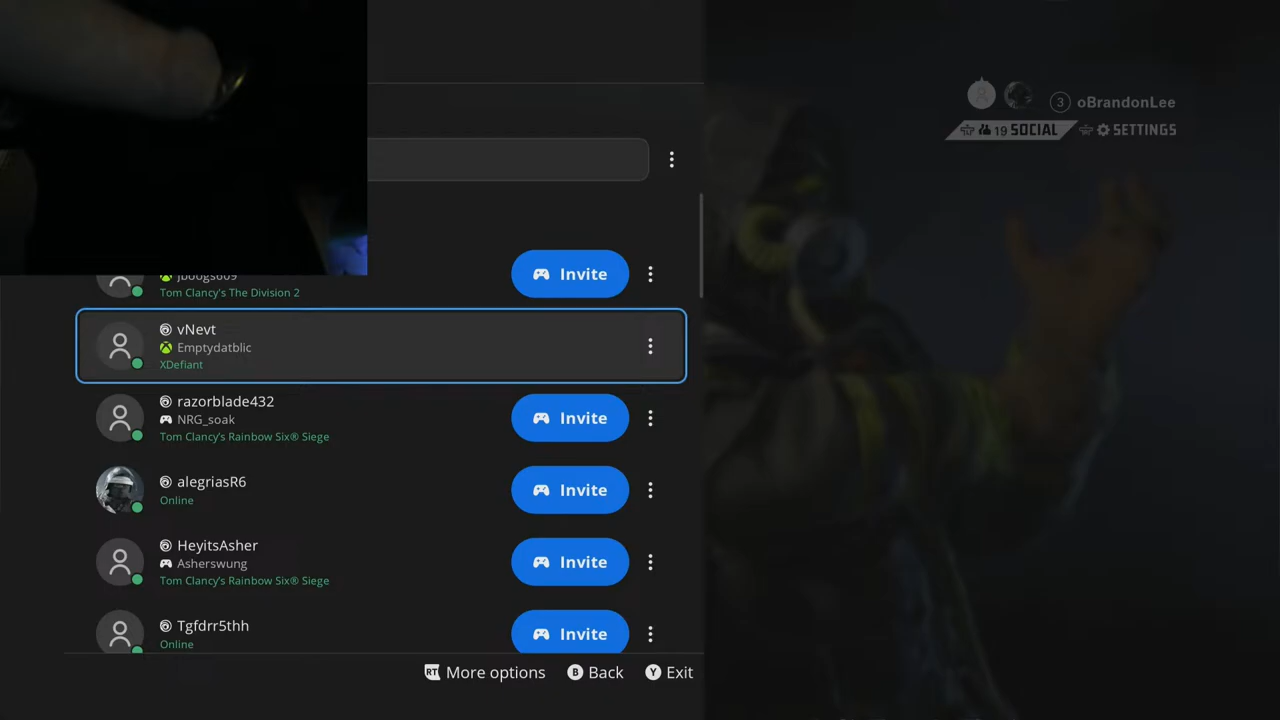 3 oBrandonLee
19 SOCIAL
SETTINGS
jboogs609
Tom Clancy's The Division 2
Invite
vNevt
Emptydatblic
XDefiant
razorblade432
NRG_soak
Tom Clancy's Rainbow Six® Siege
Invite
alegriasR6
Online
Invite
HeyitsAsher
Asherswung
Tom Clancy's Rainbow Six® Siege
Invite
Tgfdrr5thh
Online
Invite
RT More options
B Back
Y Exit